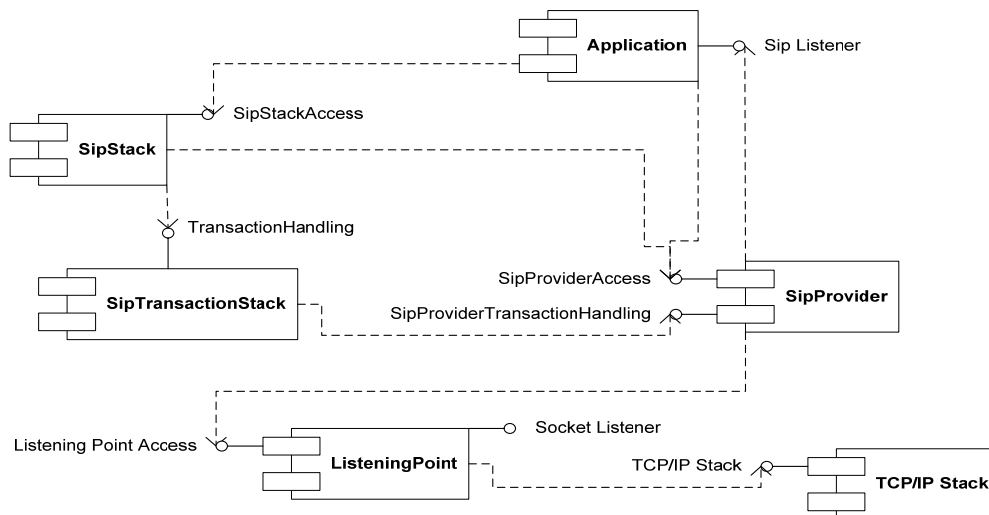 Application
Sip Listener
SipStackAccess
SipStack
TransactionHandling
SipProviderAccess
SipTransactionStack
SipProvider
SipProviderTransactionHandling
Listening Point Access
Socket Listener
ListeningPoint
TCP/IP Stack
TCP/IP Stack